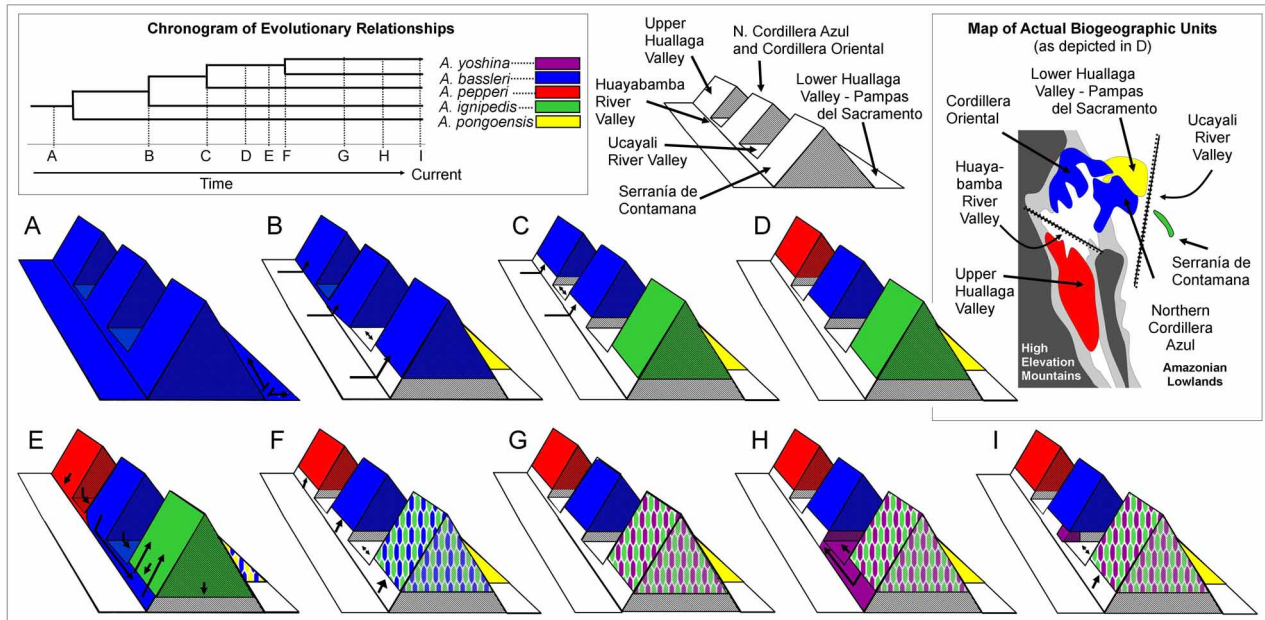 Chronogram of Evolutionary Relationships
A. yoshina
A. bassleri
A. pepperi
A. ignipedis
A. pongoensis
A B C D E F G H I
Time
Current
Upper
Huallaga
Valley
N. Cordillera Azul
and Cordillera Oriental
Huayabamba
River
Valley
Lower Huallaga
Valley - Pampas
del Sacramento
Ucayali
River Valley
Serranía de
Contamana
Map of Actual Biogeographic Units
(as depicted in D)
Lower Huallaga
Valley - Pampas
del Sacramento
Cordillera
Oriental
Ucayali
River
Valley
Huaya-
bamba
River
Valley
Serranía de
Contamana
Upper
Huallaga
Valley
Northern
Cordillera
Azul
High
Elevation
Mountains
Amazonian
Lowlands
A
B
C
D
E
F
G
H
I